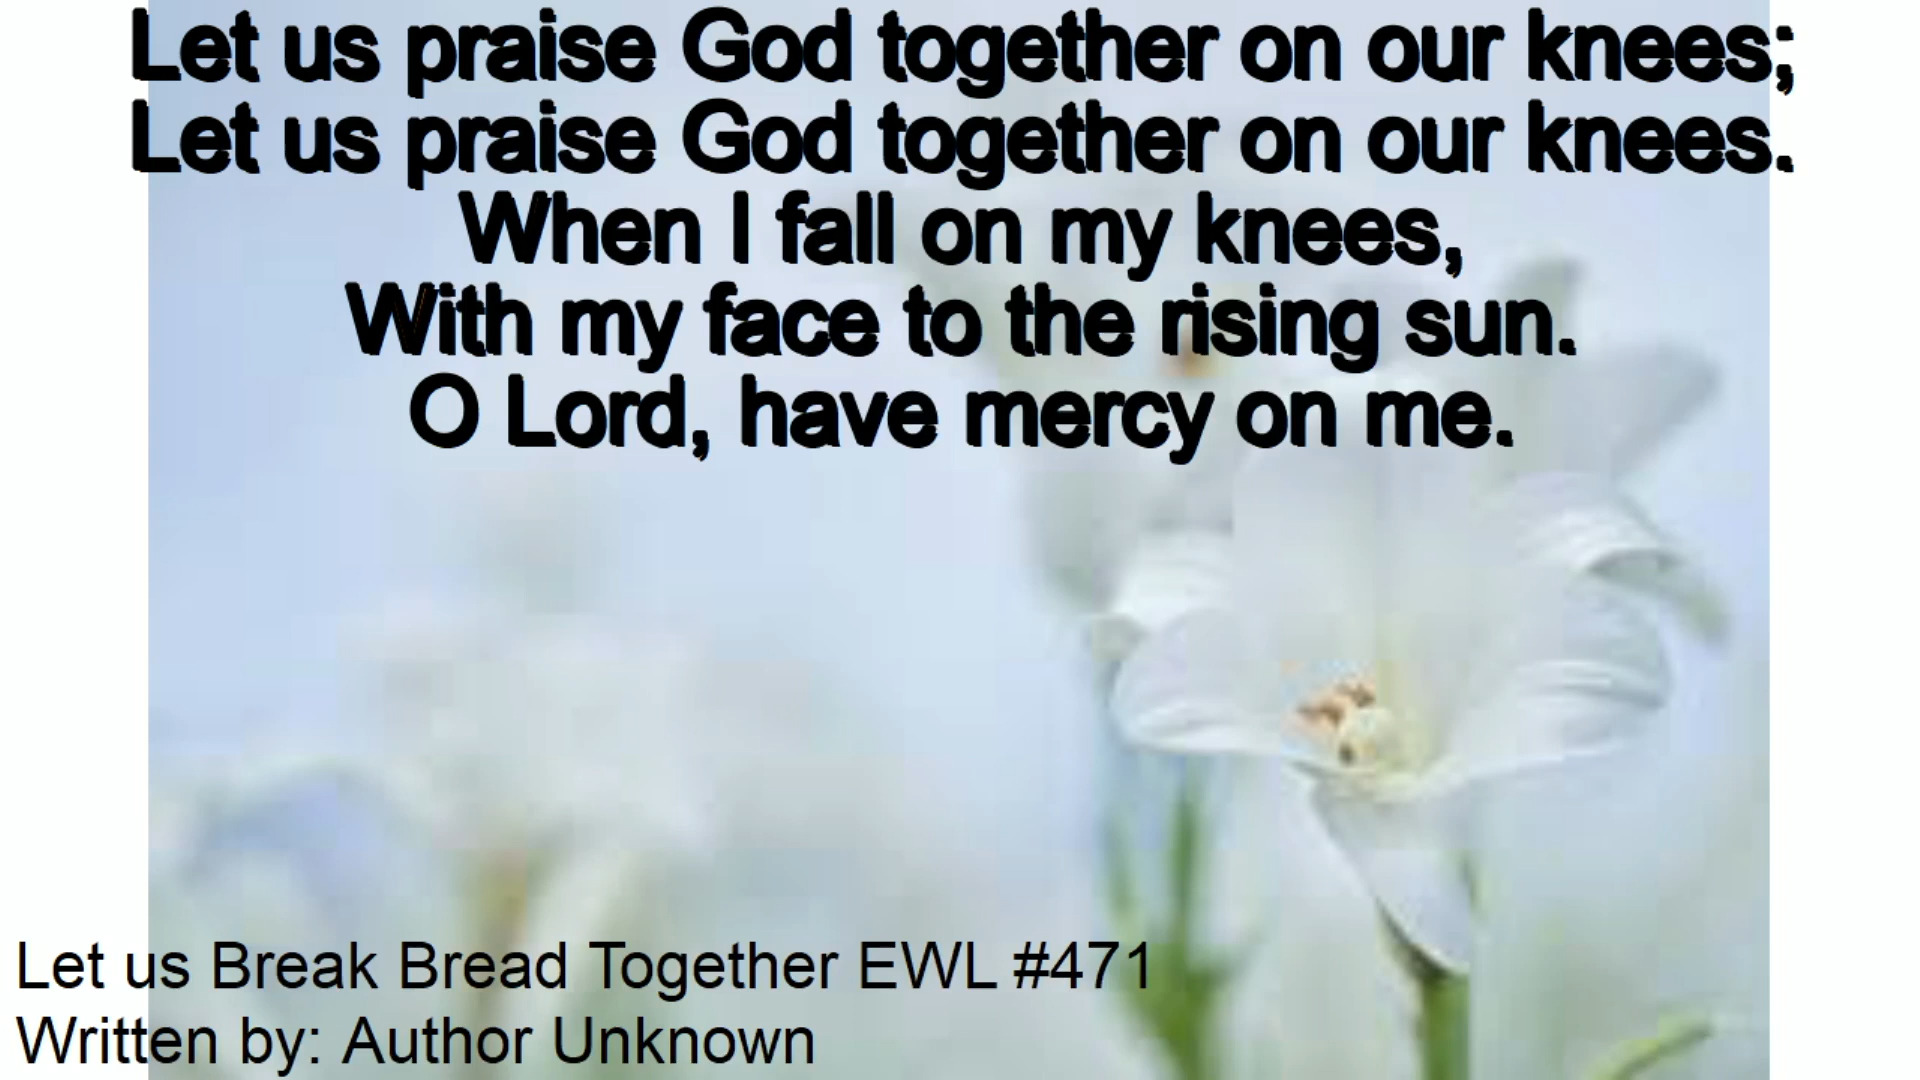 Let us praise God together on our knees;
Let us praise God together on our knees.
When I fall on my knees,
With my face to the rising sun.
O Lord, have mercy on me.
Let us Break Bread Together EWL #471
Written by: Author Unknown